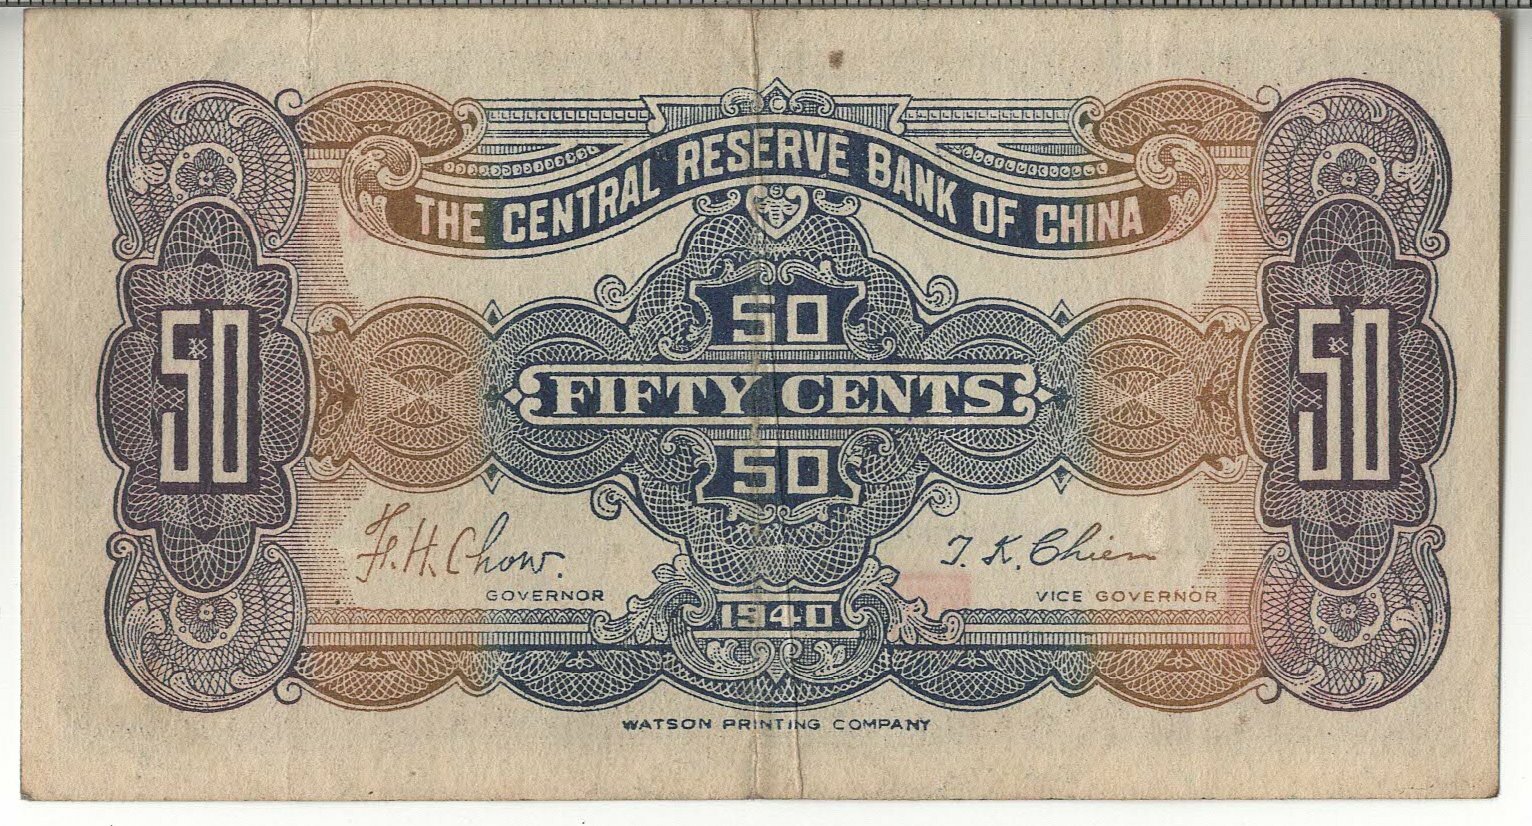 THE CENTRAL RESERVE BANK OF CHINA
50
50 FIFTY CENTS 50
50
F. H. Chow. T. K. Chien
GOVERNOR VICE GOVERNOR
1940
WATSON PRINTING COMPANY